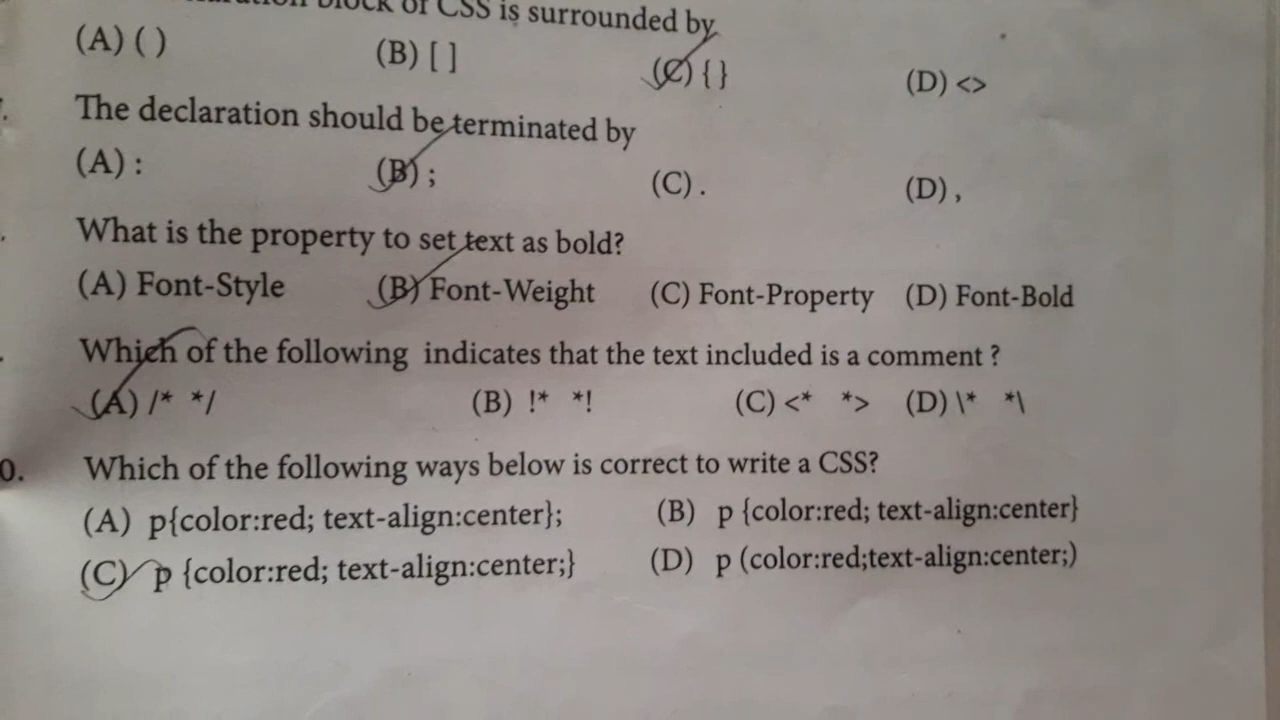 Block of CSS is surrounded by
(A) ( ) (B) [ ] (C) { } (D) <>
The declaration should be terminated by
(A) : (B) ; (C) . (D) ,
What is the property to set text as bold?
(A) Font-Style (B) Font-Weight (C) Font-Property (D) Font-Bold
Which of the following indicates that the text included is a comment ?
(A) /* */ (B) !* *! (C) <* *> (D) \* *\
0. Which of the following ways below is correct to write a CSS?
(A) p{color:red; text-align:center}; (B) p {color:red; text-align:center}
(C) p {color:red; text-align:center;} (D) p (color:red;text-align:center;)